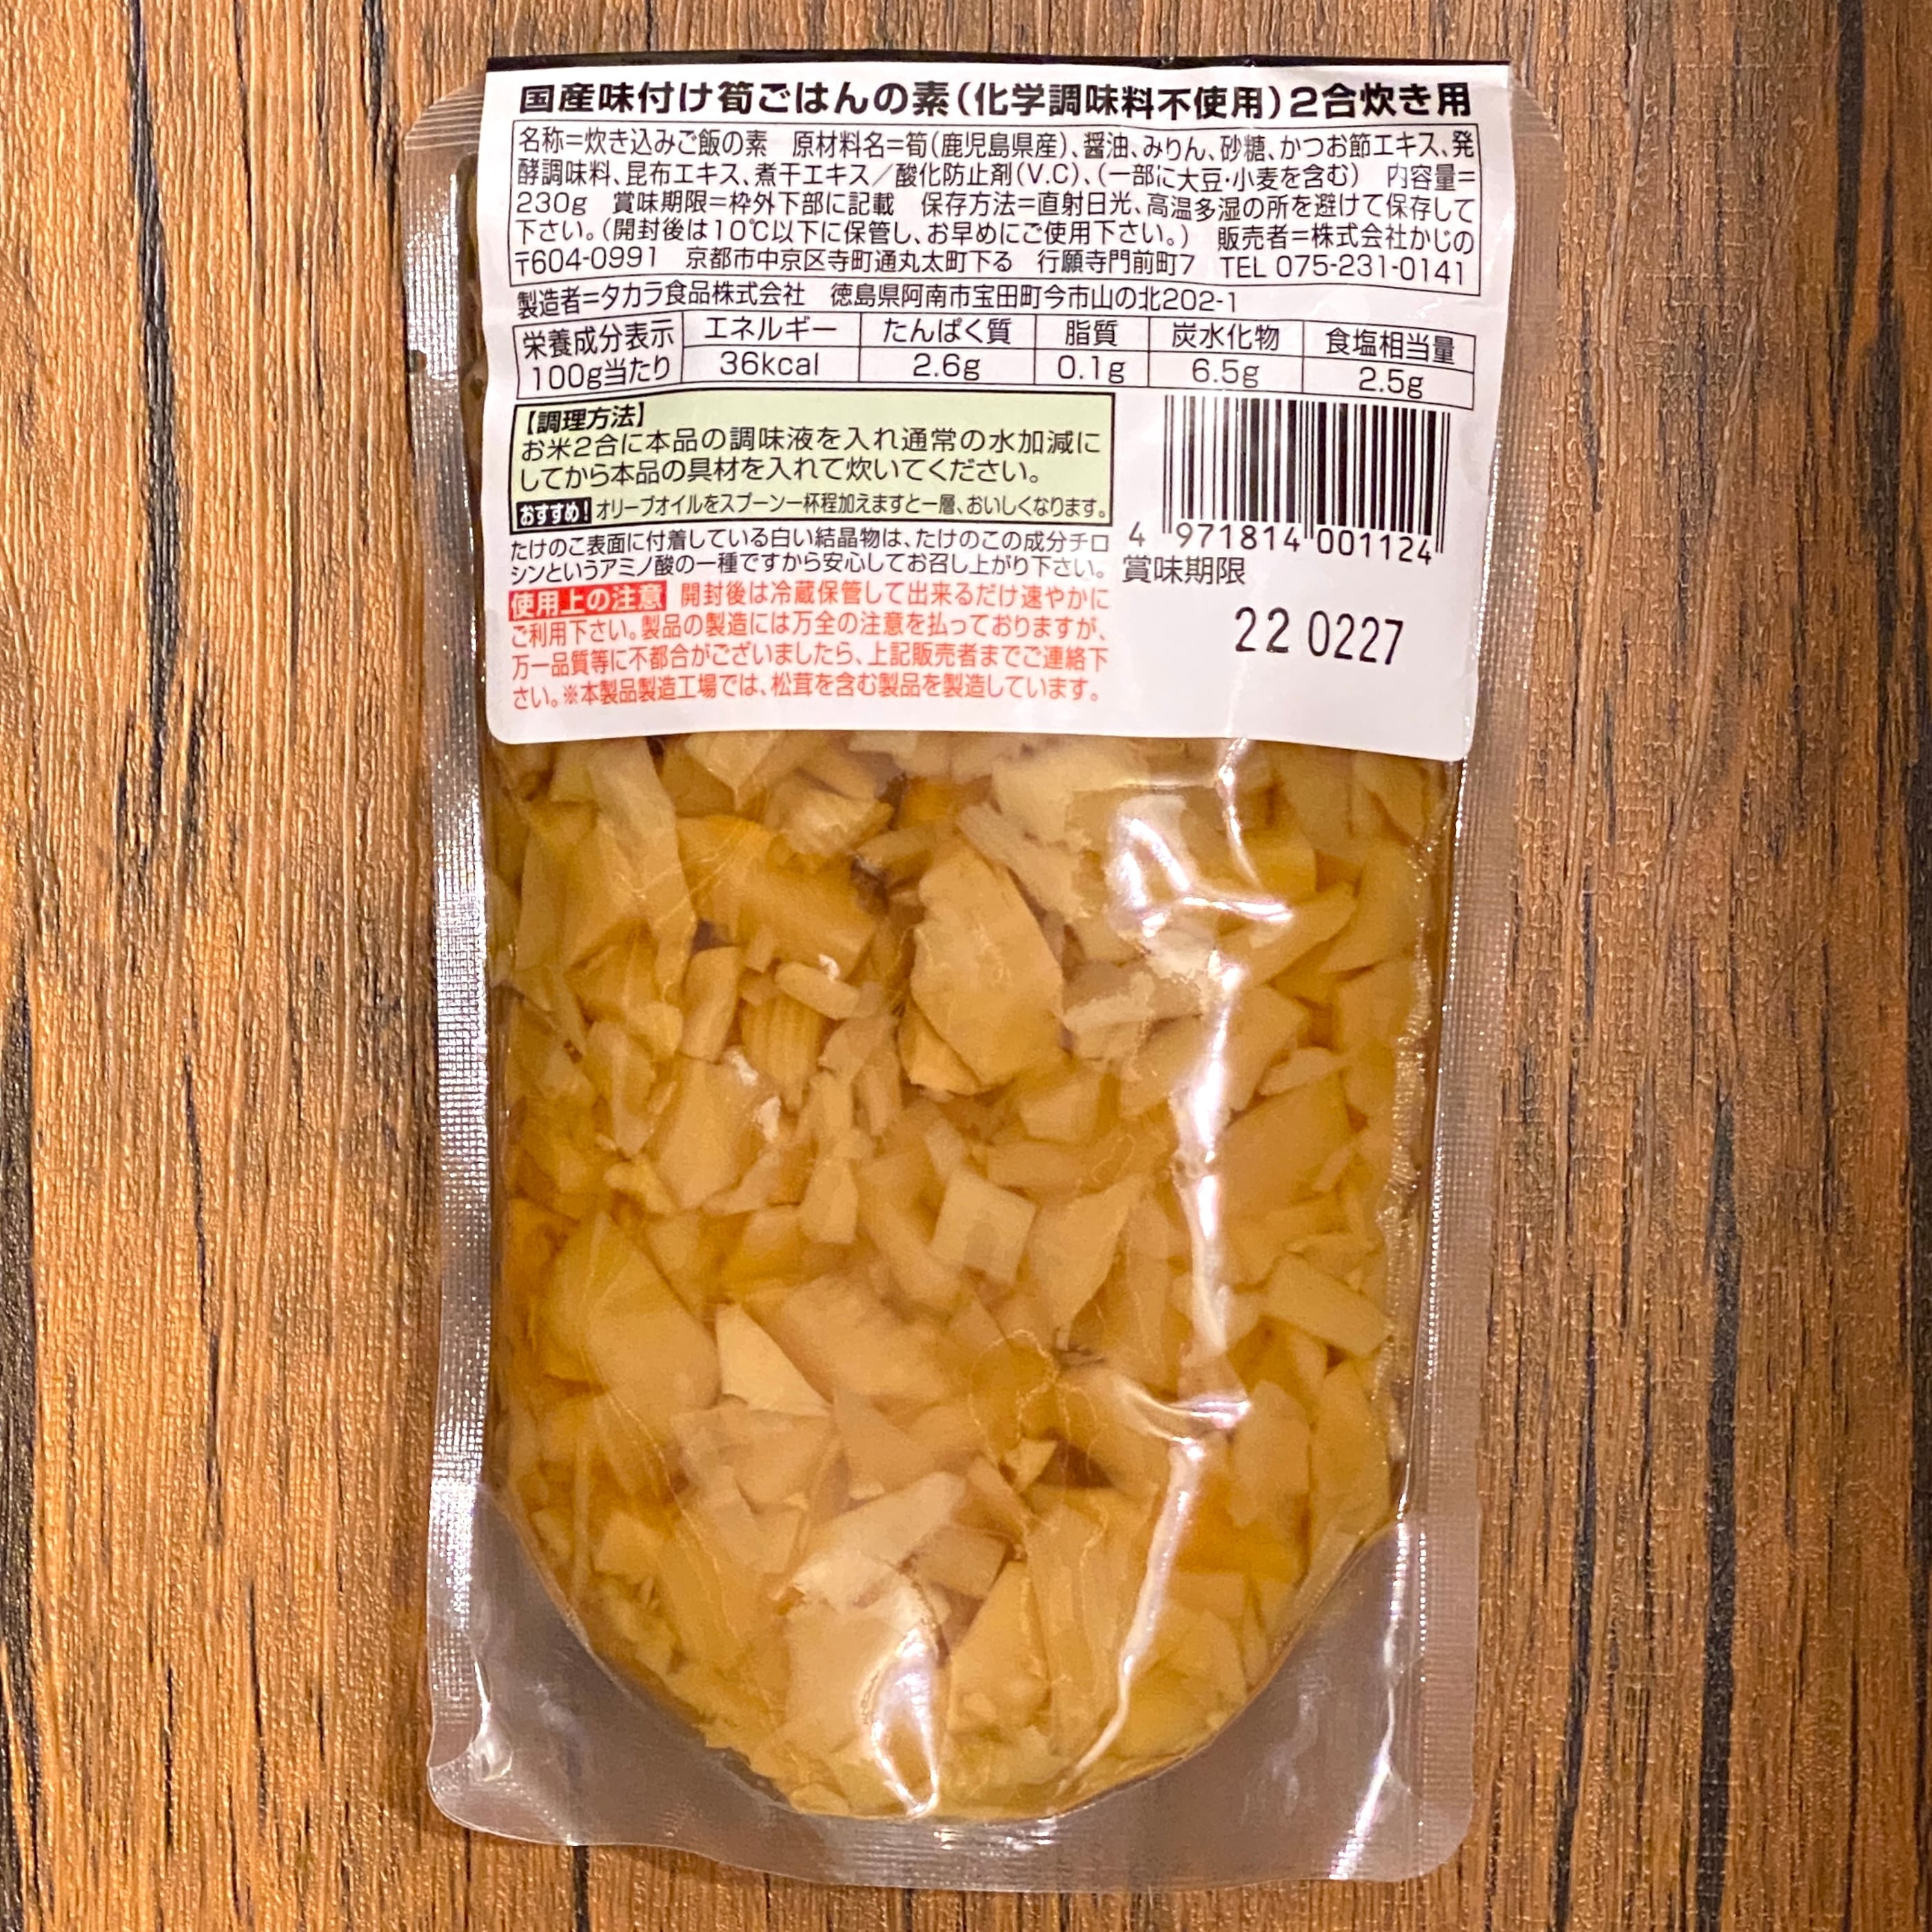 国産味付け筍ごはんの素(化学調味料不使用)2合炊き用
名称=炊き込みご飯の素　原材料名=筍(鹿児島県産)、醤油、みりん、砂糖、かつお節エキス、発
酵調味料、昆布エキス、煮干エキス／酸化防止剤(V.C)、(一部に大豆・小麦を含む)　内容量=
230g　賞味期限=枠外下部に記載　保存方法=直射日光、高温多湿の所を避けて保存して
下さい。(開封後は10℃以下に保管し、お早めにご使用下さい。)　販売者=株式会社かじの
〒604-0991　京都市中京区寺町通丸太町下る　行願寺門前町7　TEL 075-231-0141
製造者=タカラ食品株式会社　徳島県阿南市宝田町今市山の北202-1
栄養成分表示 エネルギー たんぱく質 脂質 炭水化物 食塩相当量
100g当たり 36kcal 2.6g 0.1g 6.5g 2.5g
【調理方法】
お米2合に本品の調味液を入れ通常の水加減に
してから本品の具材を入れて炊いてください。
おすすめ！オリーブオイルをスプーン一杯程加えますと一層、おいしくなります。
たけのこ表面に付着している白い結晶物は、たけのこの成分チロ
シンというアミノ酸の一種ですから安心してお召し上がり下さい。
使用上の注意 開封後は冷蔵保管して出来るだけ速やかに
ご利用下さい。製品の製造には万全の注意を払っておりますが、
万一品質等に不都合がございましたら、上記販売者までご連絡下
さい。※本製品製造工場では、松茸を含む製品を製造しています。
4 971814 001124
賞味期限
22 0227